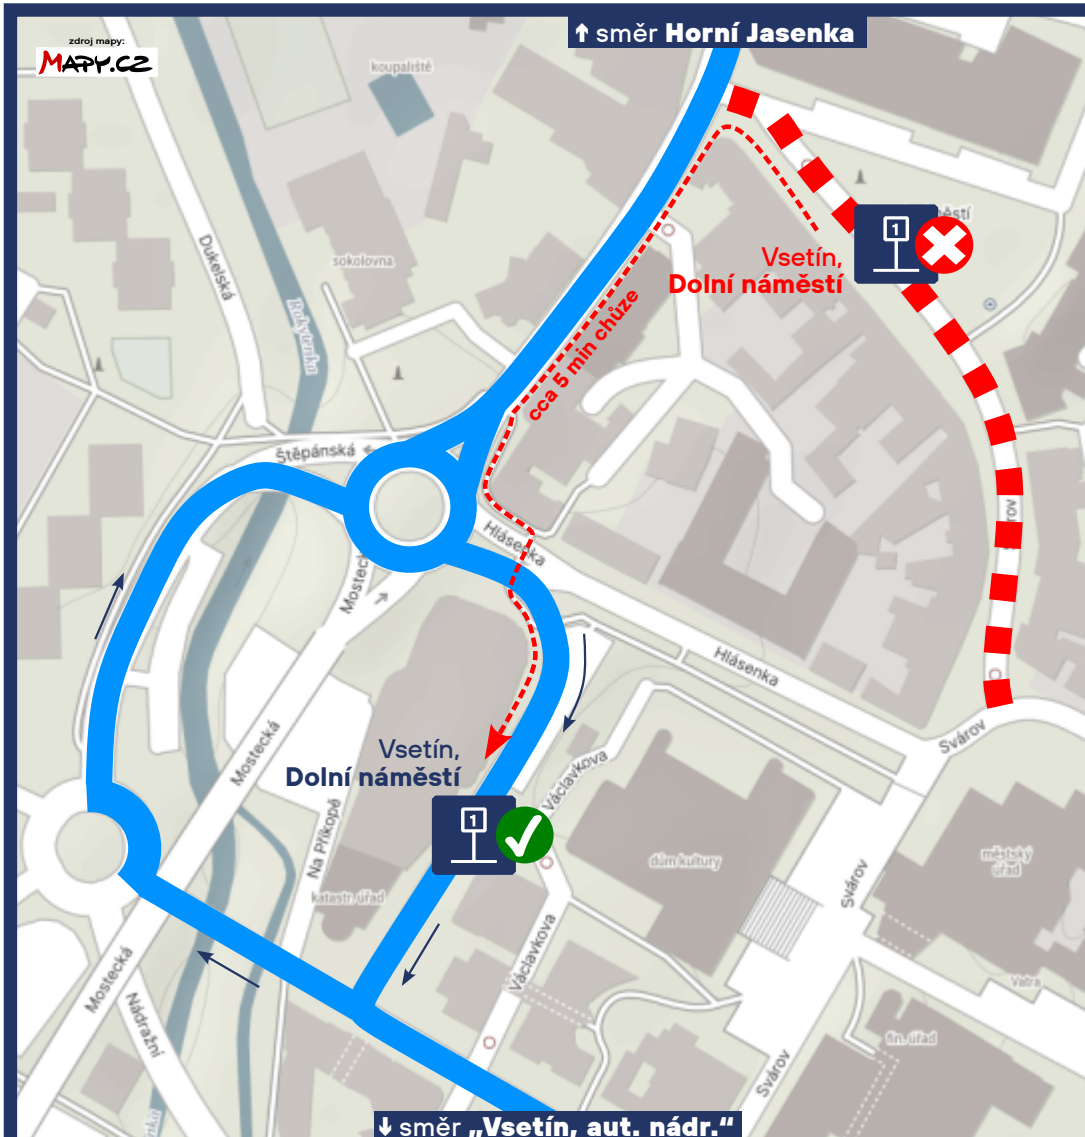 ↑ směr Horní Jasenka
zdroj mapy:
MAPY.CZ
koupaliště
Dukelská
sokolovna
Rokytenka
1
Vsetín,
Dolní náměstí
cca 5 min chůze
Štěpánská
Hlásenka
Mostecká
Svárov
Hlásenka
Svárov
Mostecká
Vsetín,
Dolní náměstí
1
Václavkova
Na Příkopě
dům kultury
městský
úřad
katastr. úřad
Svárov
Václavkova
Mostecká
Nádražní
Vatra
fin. úřad
Svárov
↓ směr „Vsetín, aut. nádr.“